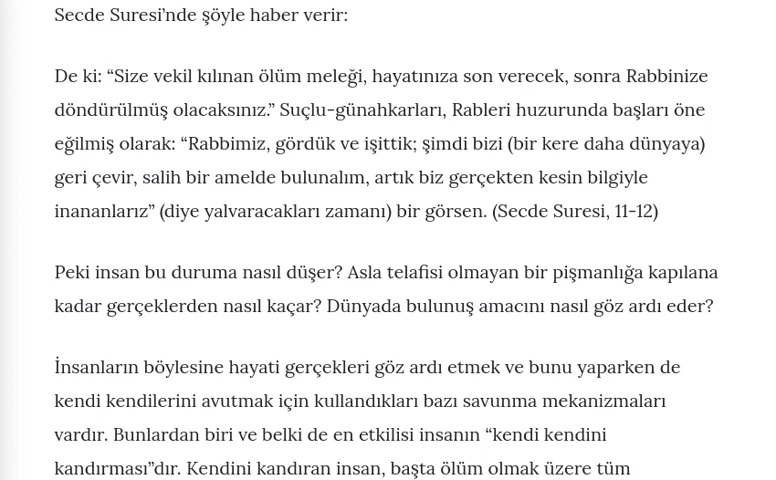 Secde Suresi’nde şöyle haber verir:
De ki: “Size vekil kılınan ölüm meleği, hayatınıza son verecek, sonra Rabbinize
döndürülmüş olacaksınız.” Suçlu-günahkarları, Rableri huzurunda başları öne
eğilmiş olarak: “Rabbimiz, gördük ve işittik; şimdi bizi (bir kere daha dünyaya)
geri çevir, salih bir amelde bulunalım, artık biz gerçekten kesin bilgiyle
inananlarız” (diye yalvaracakları zamanı) bir görsen. (Secde Suresi, 11-12)
Peki insan bu duruma nasıl düşer? Asla telafisi olmayan bir pişmanlığa kapılana
kadar gerçeklerden nasıl kaçar? Dünyada bulunuş amacını nasıl göz ardı eder?
İnsanların böylesine hayati gerçekleri göz ardı etmek ve bunu yaparken de
kendi kendilerini avutmak için kullandıkları bazı savunma mekanizmaları
vardır. Bunlardan biri ve belki de en etkilisi insanın “kendi kendini
kandırması”dır. Kendini kandıran insan, başta ölüm olmak üzere tüm